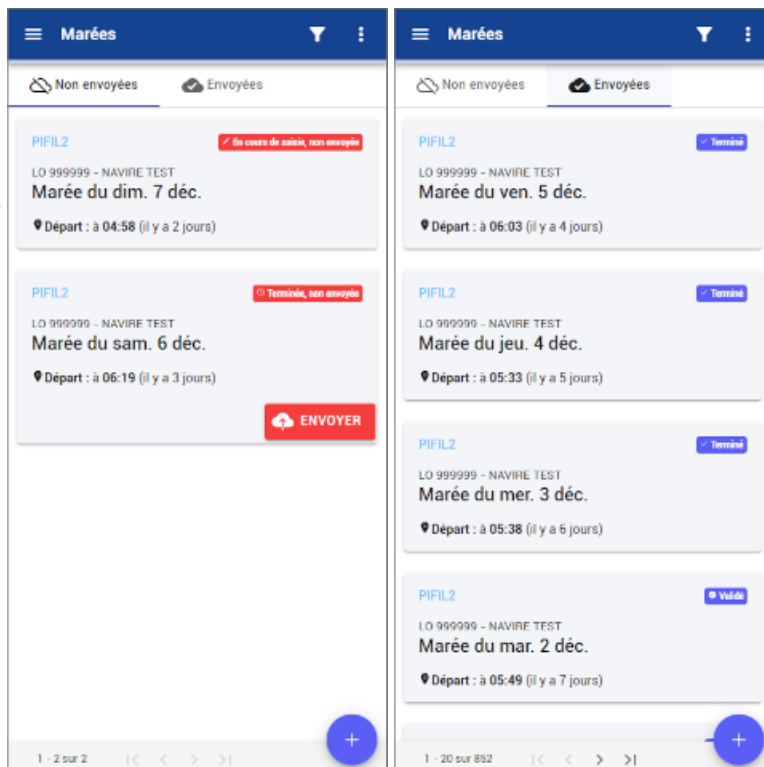 Marées
Non envoyées
Envoyées
PIFIL2
En cours de saisie, non envoyée
LO 999999 - NAVIRE TEST
Marée du dim. 7 déc.
Départ : à 04:58 (il y a 2 jours)
PIFIL2
Terminée, non envoyée
LO 999999 - NAVIRE TEST
Marée du sam. 6 déc.
Départ : à 06:19 (il y a 3 jours)
ENVOYER
1 - 2 sur 2
Marées
Non envoyées
Envoyées
PIFIL2
Terminé
LO 999999 - NAVIRE TEST
Marée du ven. 5 déc.
Départ : à 06:03 (il y a 4 jours)
PIFIL2
Terminé
LO 999999 - NAVIRE TEST
Marée du jeu. 4 déc.
Départ : à 05:33 (il y a 5 jours)
PIFIL2
Terminé
LO 999999 - NAVIRE TEST
Marée du mer. 3 déc.
Départ : à 05:38 (il y a 6 jours)
PIFIL2
Validé
LO 999999 - NAVIRE TEST
Marée du mar. 2 déc.
Départ : à 05:49 (il y a 7 jours)
1 - 20 sur 862